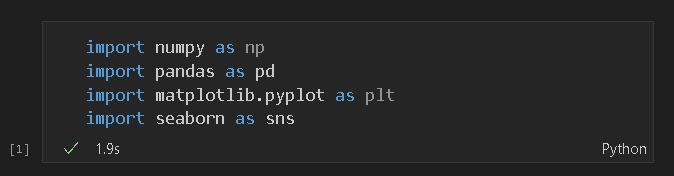 import numpy as np
import pandas as pd
import matplotlib.pyplot as plt
import seaborn as sns
[1] 1.9s Python